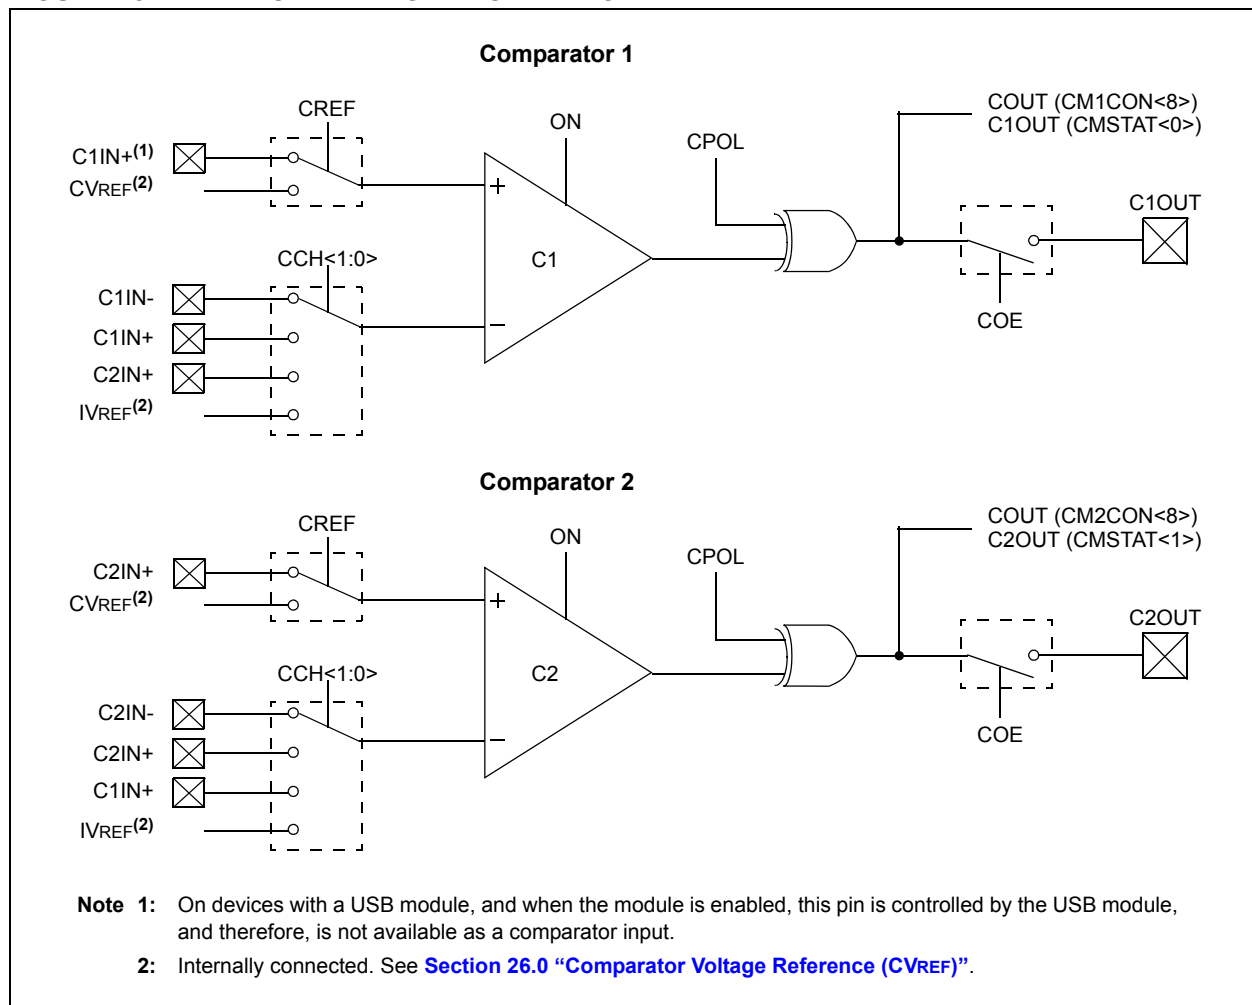 Comparator 1
CREF
ON
CPOL
COUT (CM1CON<8>)
C1OUT (CMSTAT<0>)
C1IN+(1)
CVREF(2)
C1OUT
+
CCH<1:0>
C1
C1IN-
C1IN+
C2IN+
IVREF(2)
–
COE
Comparator 2
CREF
ON
CPOL
COUT (CM2CON<8>)
C2OUT (CMSTAT<1>)
C2IN+
CVREF(2)
C2OUT
+
CCH<1:0>
C2
C2IN-
C2IN+
C1IN+
IVREF(2)
–
COE
Note 1: On devices with a USB module, and when the module is enabled, this pin is controlled by the USB module,
and therefore, is not available as a comparator input.
2: Internally connected. See Section 26.0 “Comparator Voltage Reference (CVREF)”.